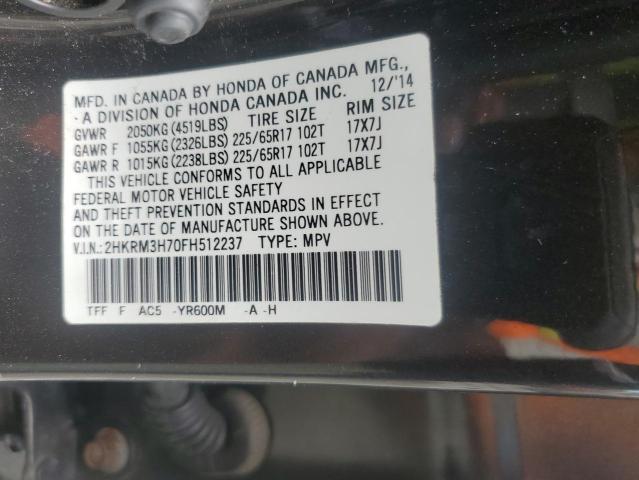 MFD. IN CANADA BY HONDA OF CANADA MFG.,
- A DIVISION OF HONDA CANADA INC. 12/'14
GVWR 2050KG(4519LBS) TIRE SIZE RIM SIZE
GAWR F 1055KG(2326LBS) 225/65R17 102T 17X7J
GAWR R 1015KG(2238LBS) 225/65R17 102T 17X7J
THIS VEHICLE CONFORMS TO ALL APPLICABLE
FEDERAL MOTOR VEHICLE SAFETY
AND THEFT PREVENTION STANDARDS IN EFFECT
ON THE DATE OF MANUFACTURE SHOWN ABOVE.
V.I.N.: 2HKRM3H70FH512237 TYPE: MPV
TFF F AC5 -YR600M -A -H